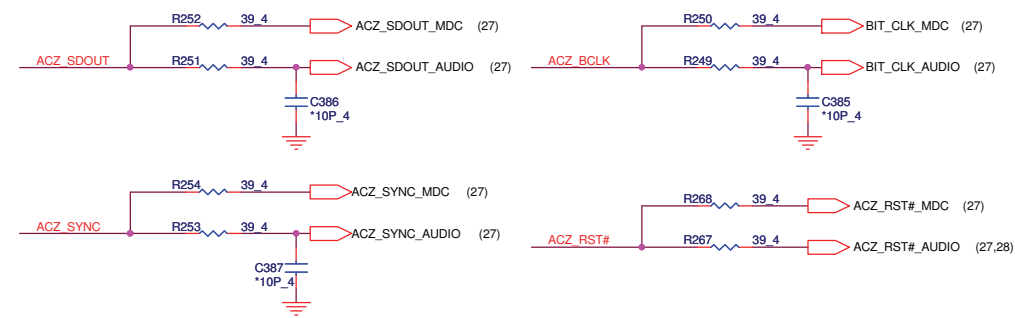 R252 39_4 ACZ_SDOUT_MDC (27)
ACZ_SDOUT R251 39_4 ACZ_SDOUT_AUDIO (27)
C386
*10P_4
R250 39_4 BIT_CLK_MDC (27)
ACZ_BCLK R249 39_4 BIT_CLK_AUDIO (27)
C385
*10P_4
R254 39_4 ACZ_SYNC_MDC (27)
ACZ_SYNC R253 39_4 ACZ_SYNC_AUDIO (27)
C387
*10P_4
R268 39_4 ACZ_RST#_MDC (27)
ACZ_RST# R267 39_4 ACZ_RST#_AUDIO (27,28)